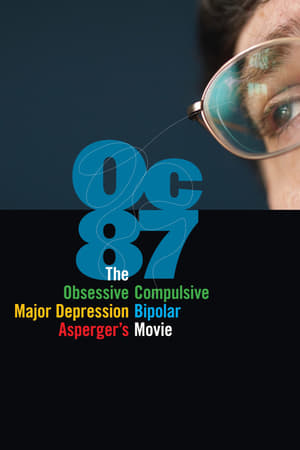 OC
87
The
Obsessive Compulsive
Major Depression Bipolar
Asperger's Movie